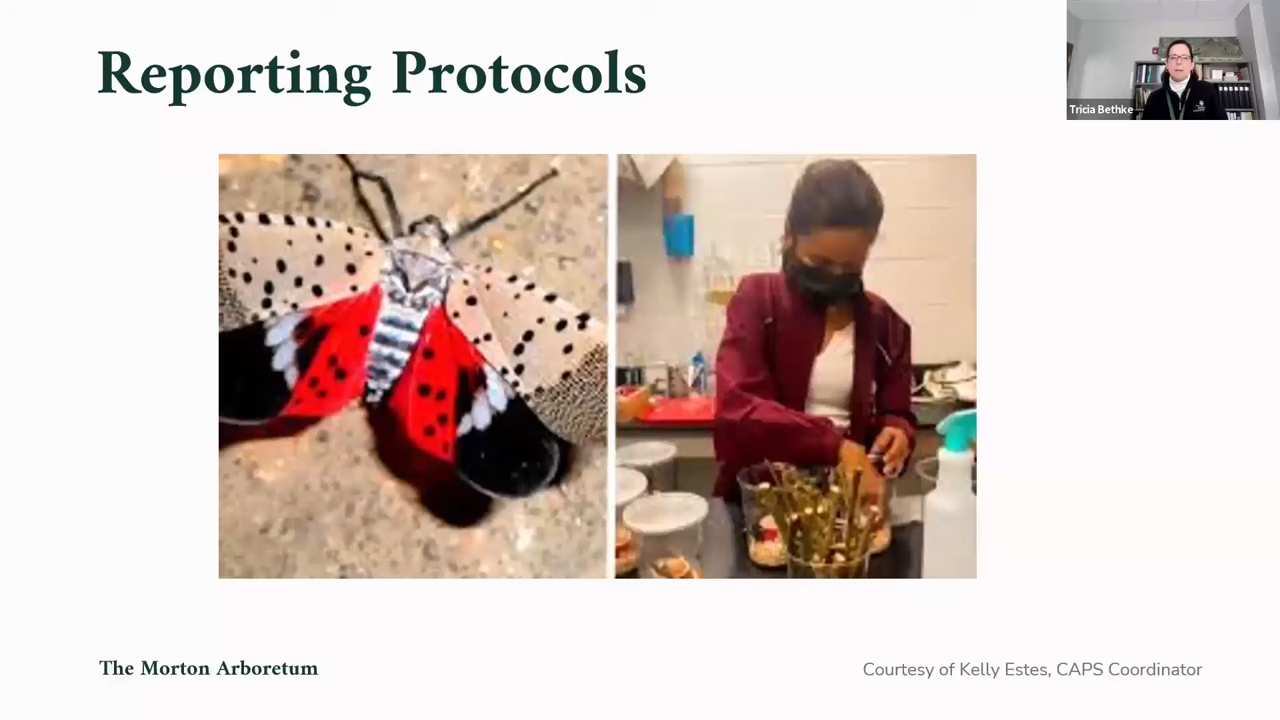 Reporting Protocols
Tricia Bethke
The Morton Arboretum
Courtesy of Kelly Estes, CAPS Coordinator